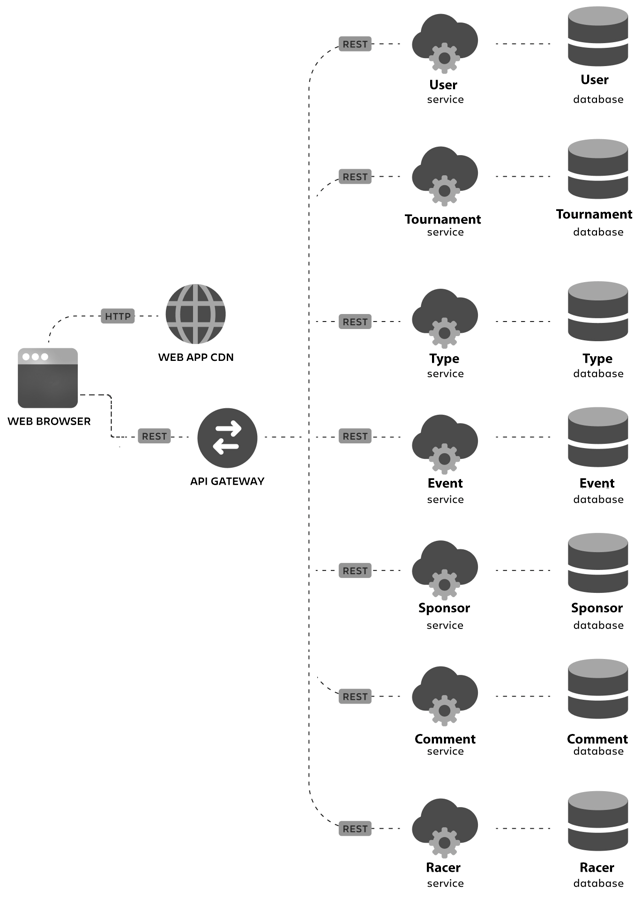 REST
User
service
User
database
REST
Tournament
service
Tournament
database
HTTP
WEB APP CDN
REST
Type
service
Type
database
WEB BROWSER
REST
API GATEWAY
REST
Event
service
Event
database
REST
Sponsor
service
Sponsor
database
REST
Comment
service
Comment
database
REST
Racer
service
Racer
database